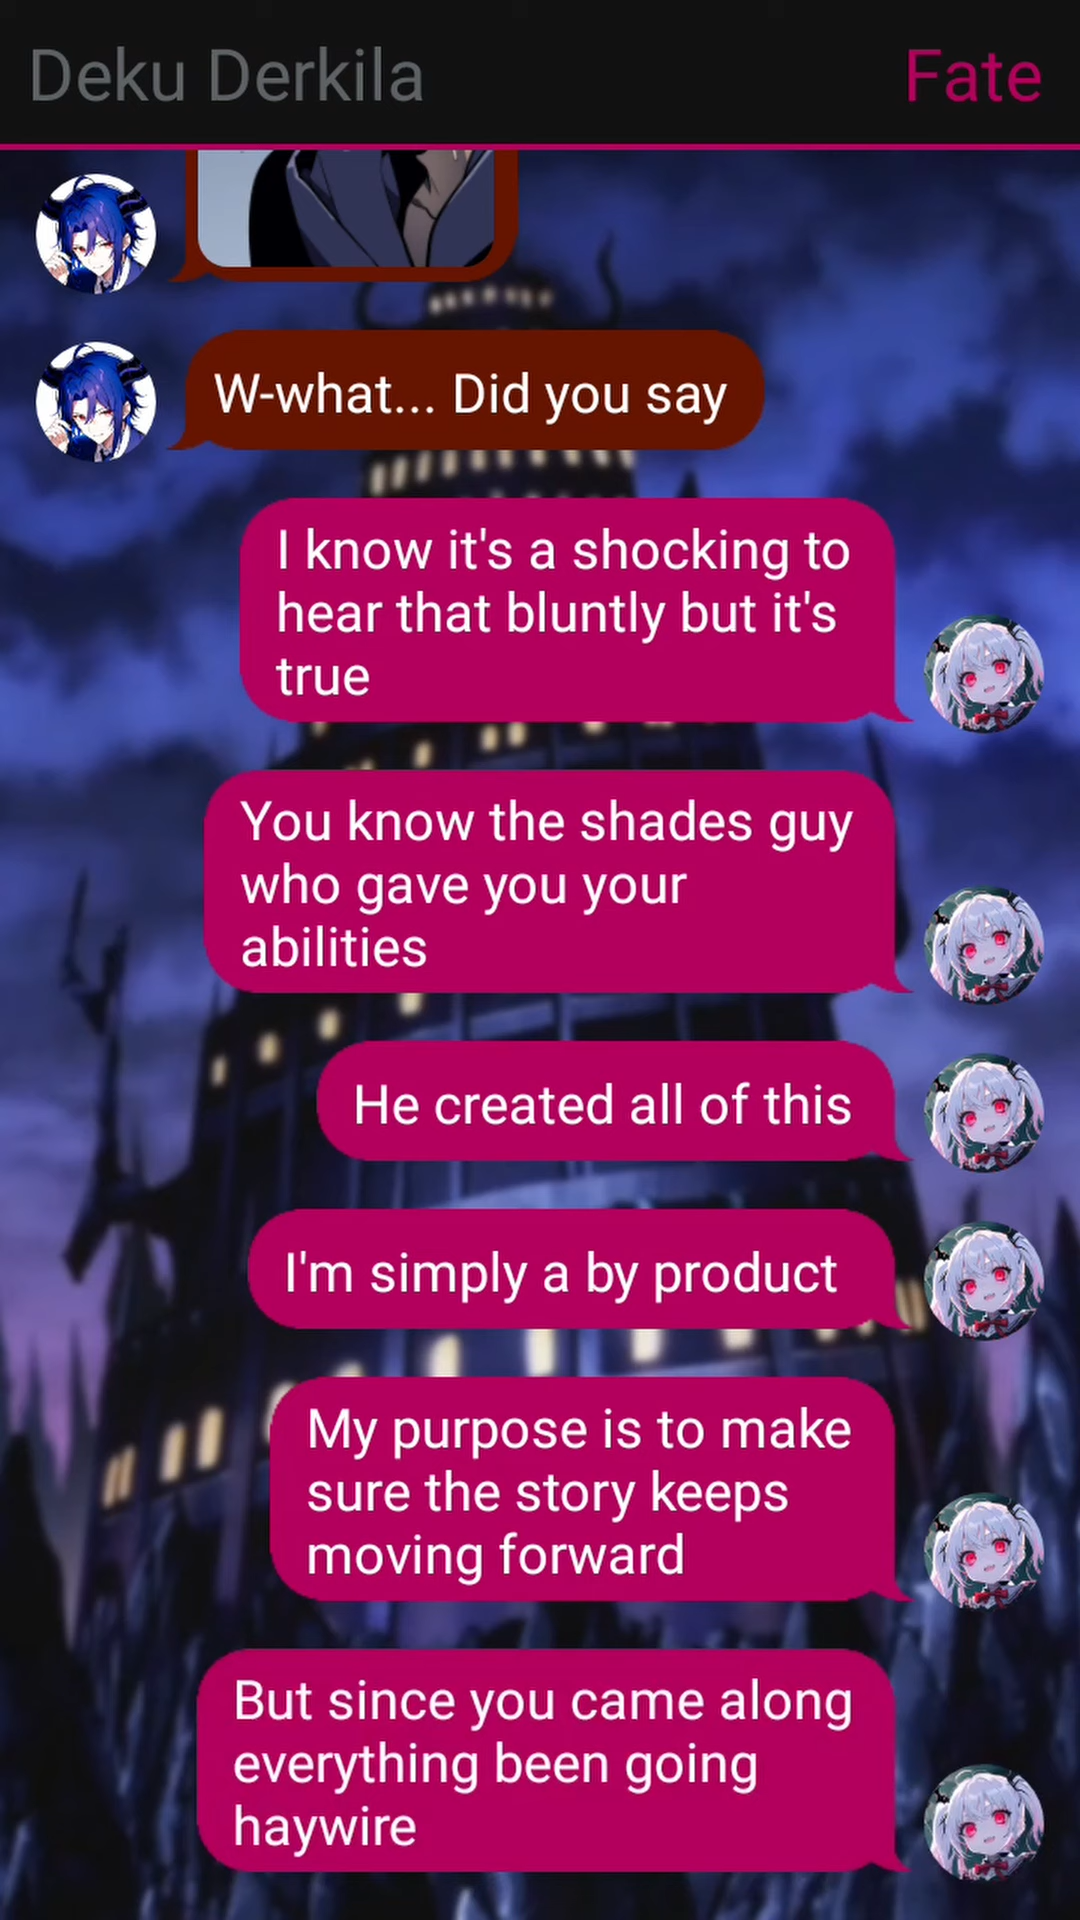 Deku Derkila
Fate
W-what... Did you say
I know it's a shocking to
hear that bluntly but it's
true
You know the shades guy
who gave you your
abilities
He created all of this
I'm simply a by product
My purpose is to make
sure the story keeps
moving forward
But since you came along
everything been going
haywire